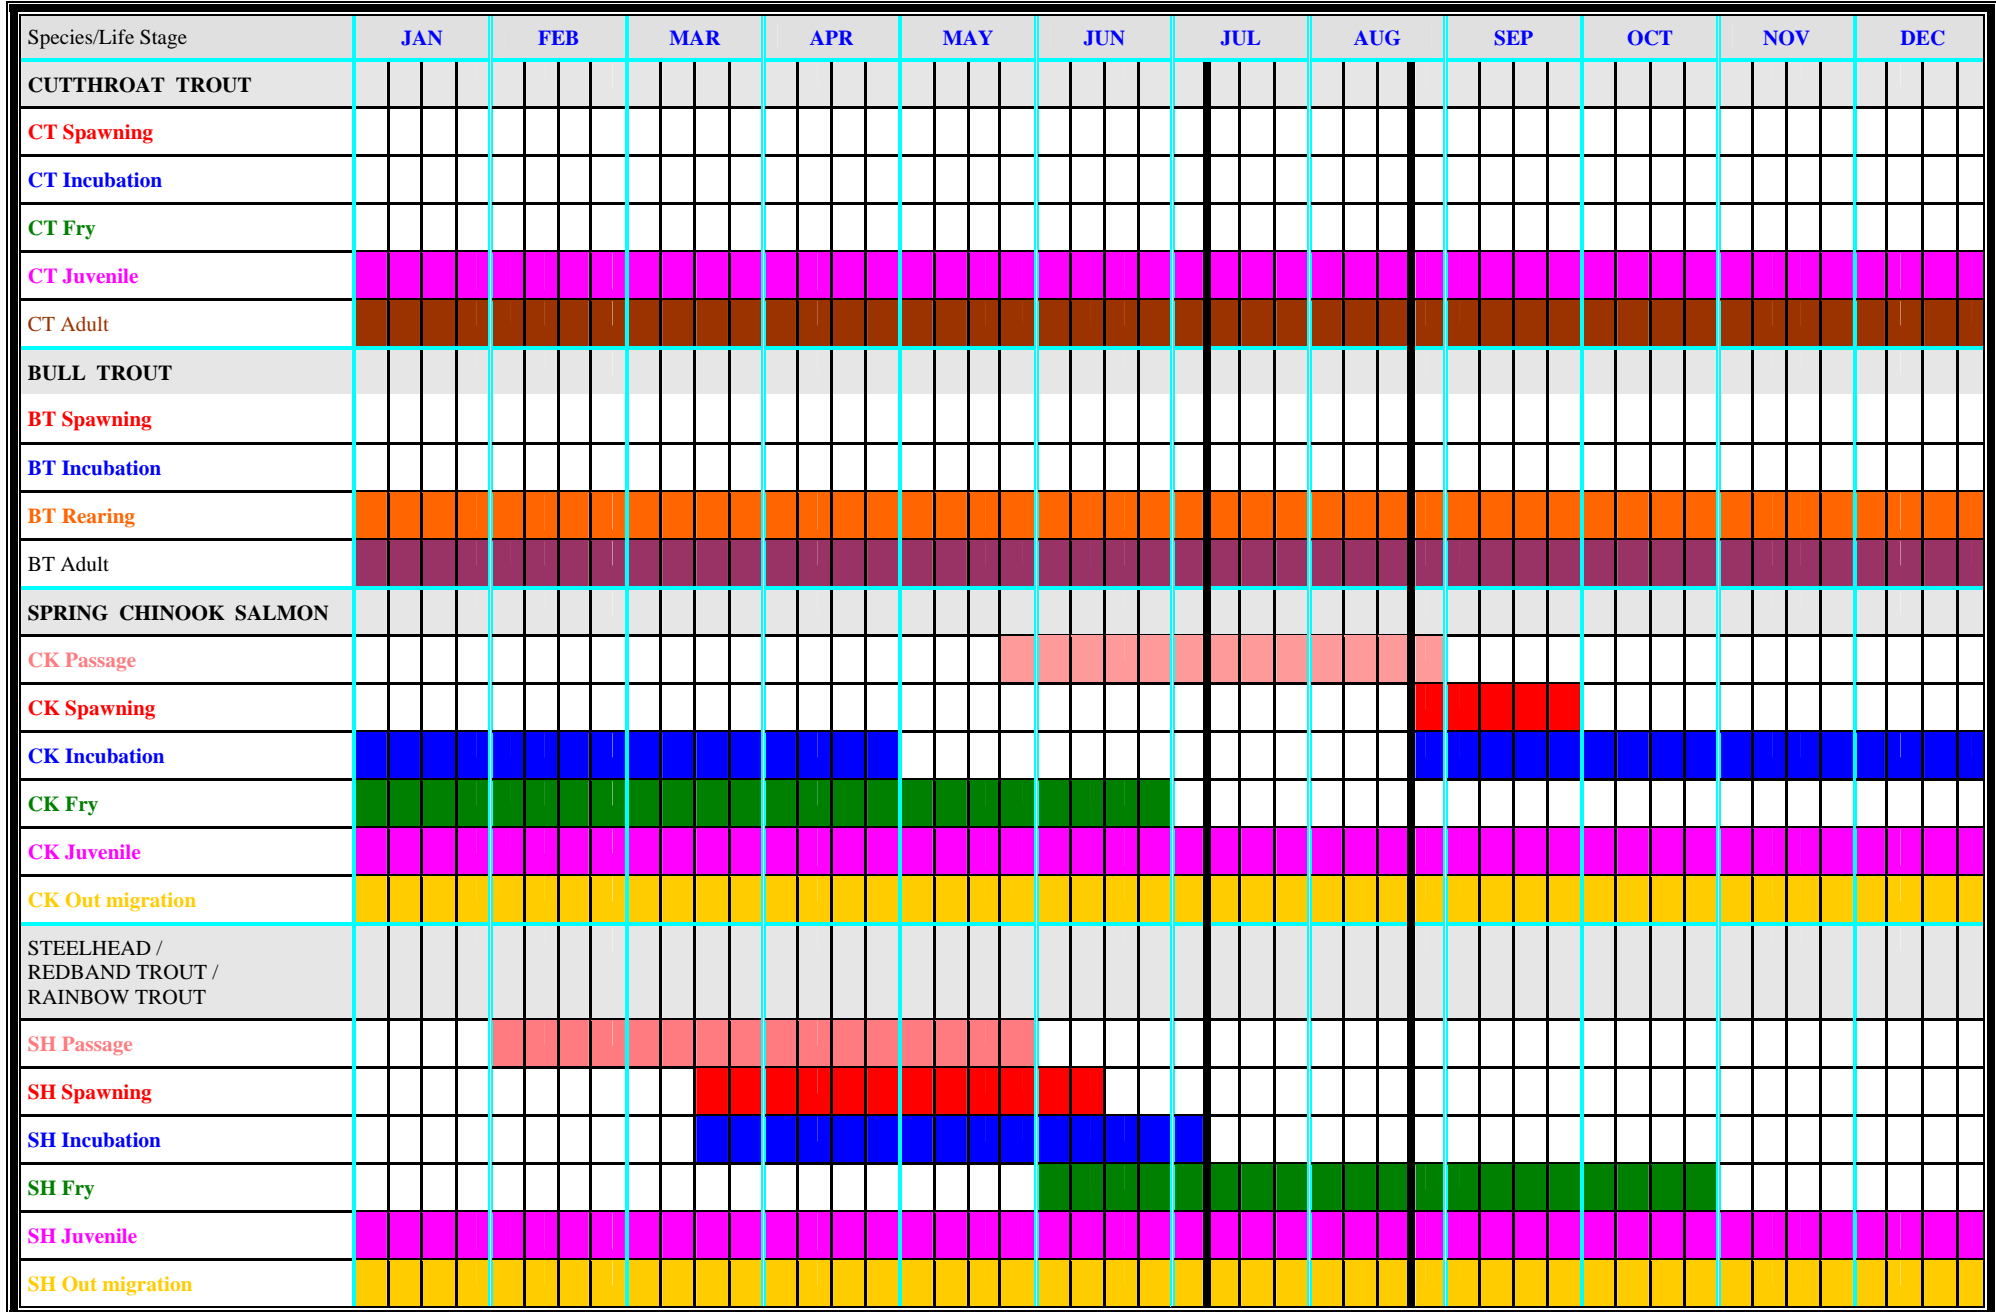 Species/Life Stage JAN FEB MAR APR MAY JUN JUL AUG SEP OCT NOV DEC
CUTTHROAT TROUT
CT Spawning
CT Incubation
CT Fry
CT Juvenile
CT Adult
BULL TROUT
BT Spawning
BT Incubation
BT Rearing
BT Adult
SPRING CHINOOK SALMON
CK Passage
CK Spawning
CK Incubation
CK Fry
CK Juvenile
CK Out migration
STEELHEAD /
REDBAND TROUT /
RAINBOW TROUT
SH Passage
SH Spawning
SH Incubation
SH Fry
SH Juvenile
SH Out migration